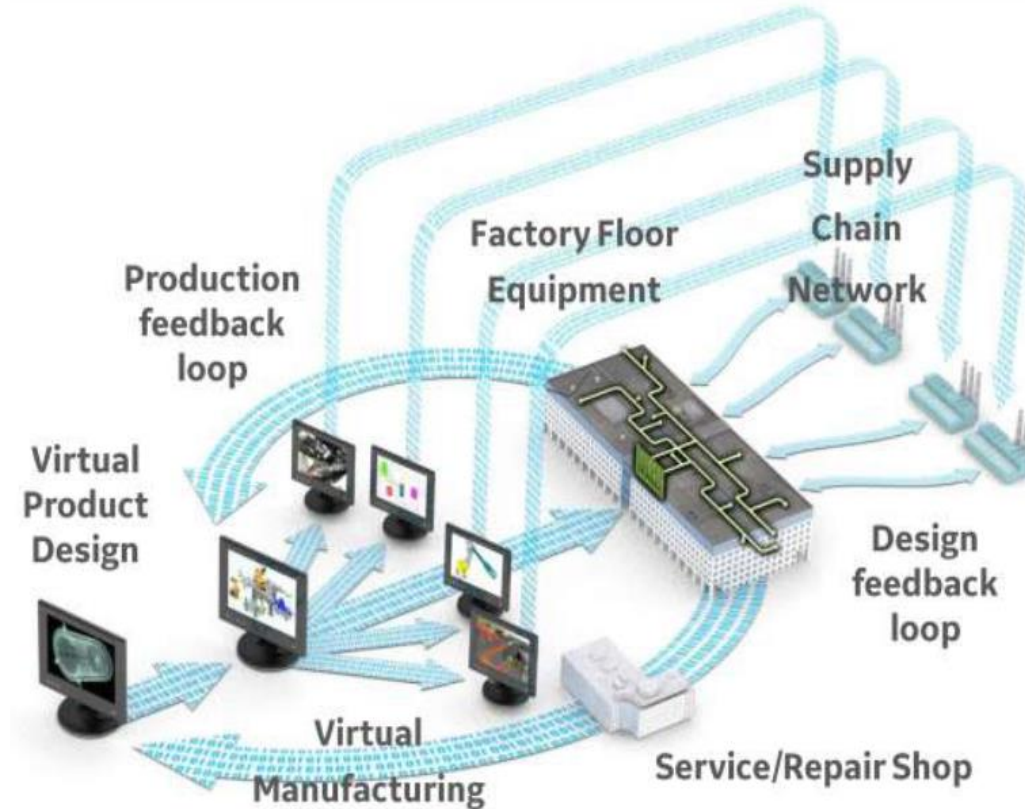 Production
feedback
loop
Factory Floor
Equipment
Supply
Chain
Network
Virtual
Product
Design
Design
feedback
loop
Virtual
Manufacturing
Service/Repair Shop